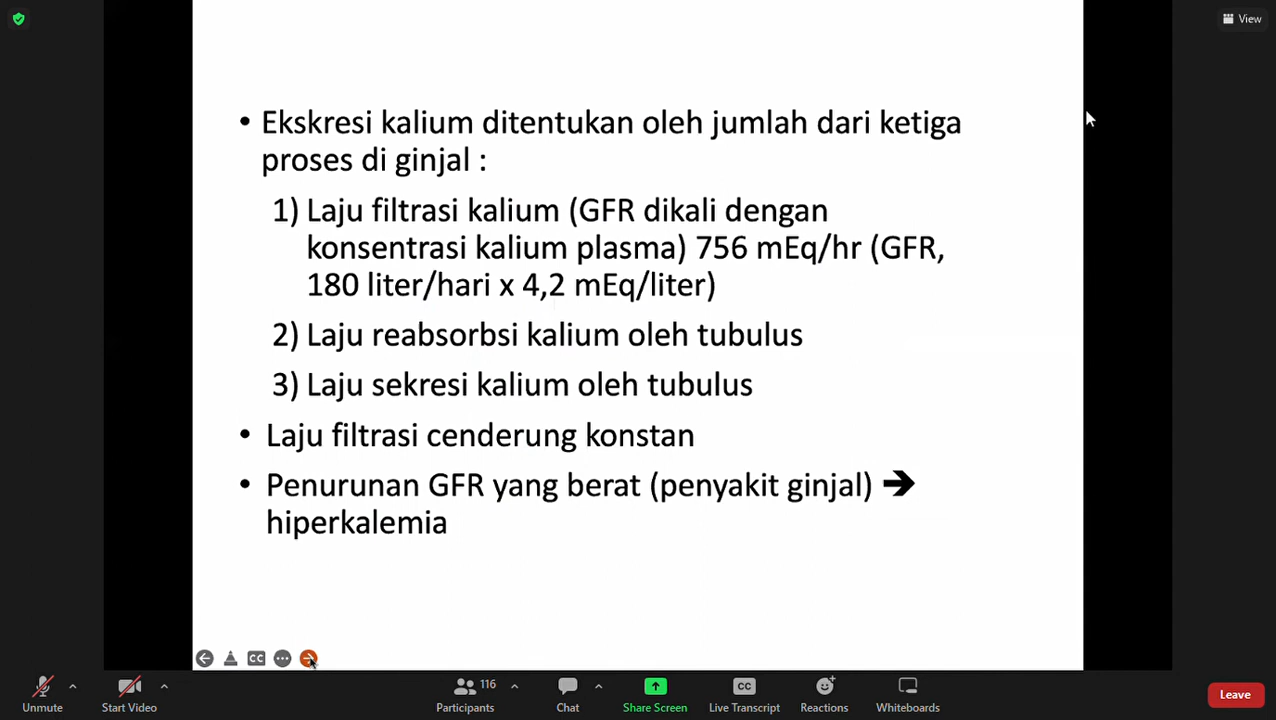 View
• Ekskresi kalium ditentukan oleh jumlah dari ketiga
proses di ginjal :
1) Laju filtrasi kalium (GFR dikali dengan
konsentrasi kalium plasma) 756 mEq/hr (GFR,
180 liter/hari x 4,2 mEq/liter)
2) Laju reabsorbsi kalium oleh tubulus
3) Laju sekresi kalium oleh tubulus
• Laju filtrasi cenderung konstan
• Penurunan GFR yang berat (penyakit ginjal) ➔
hiperkalemia
CC
116
CC
Unmute Start Video Participants Chat Share Screen Live Transcript Reactions Whiteboards Leave